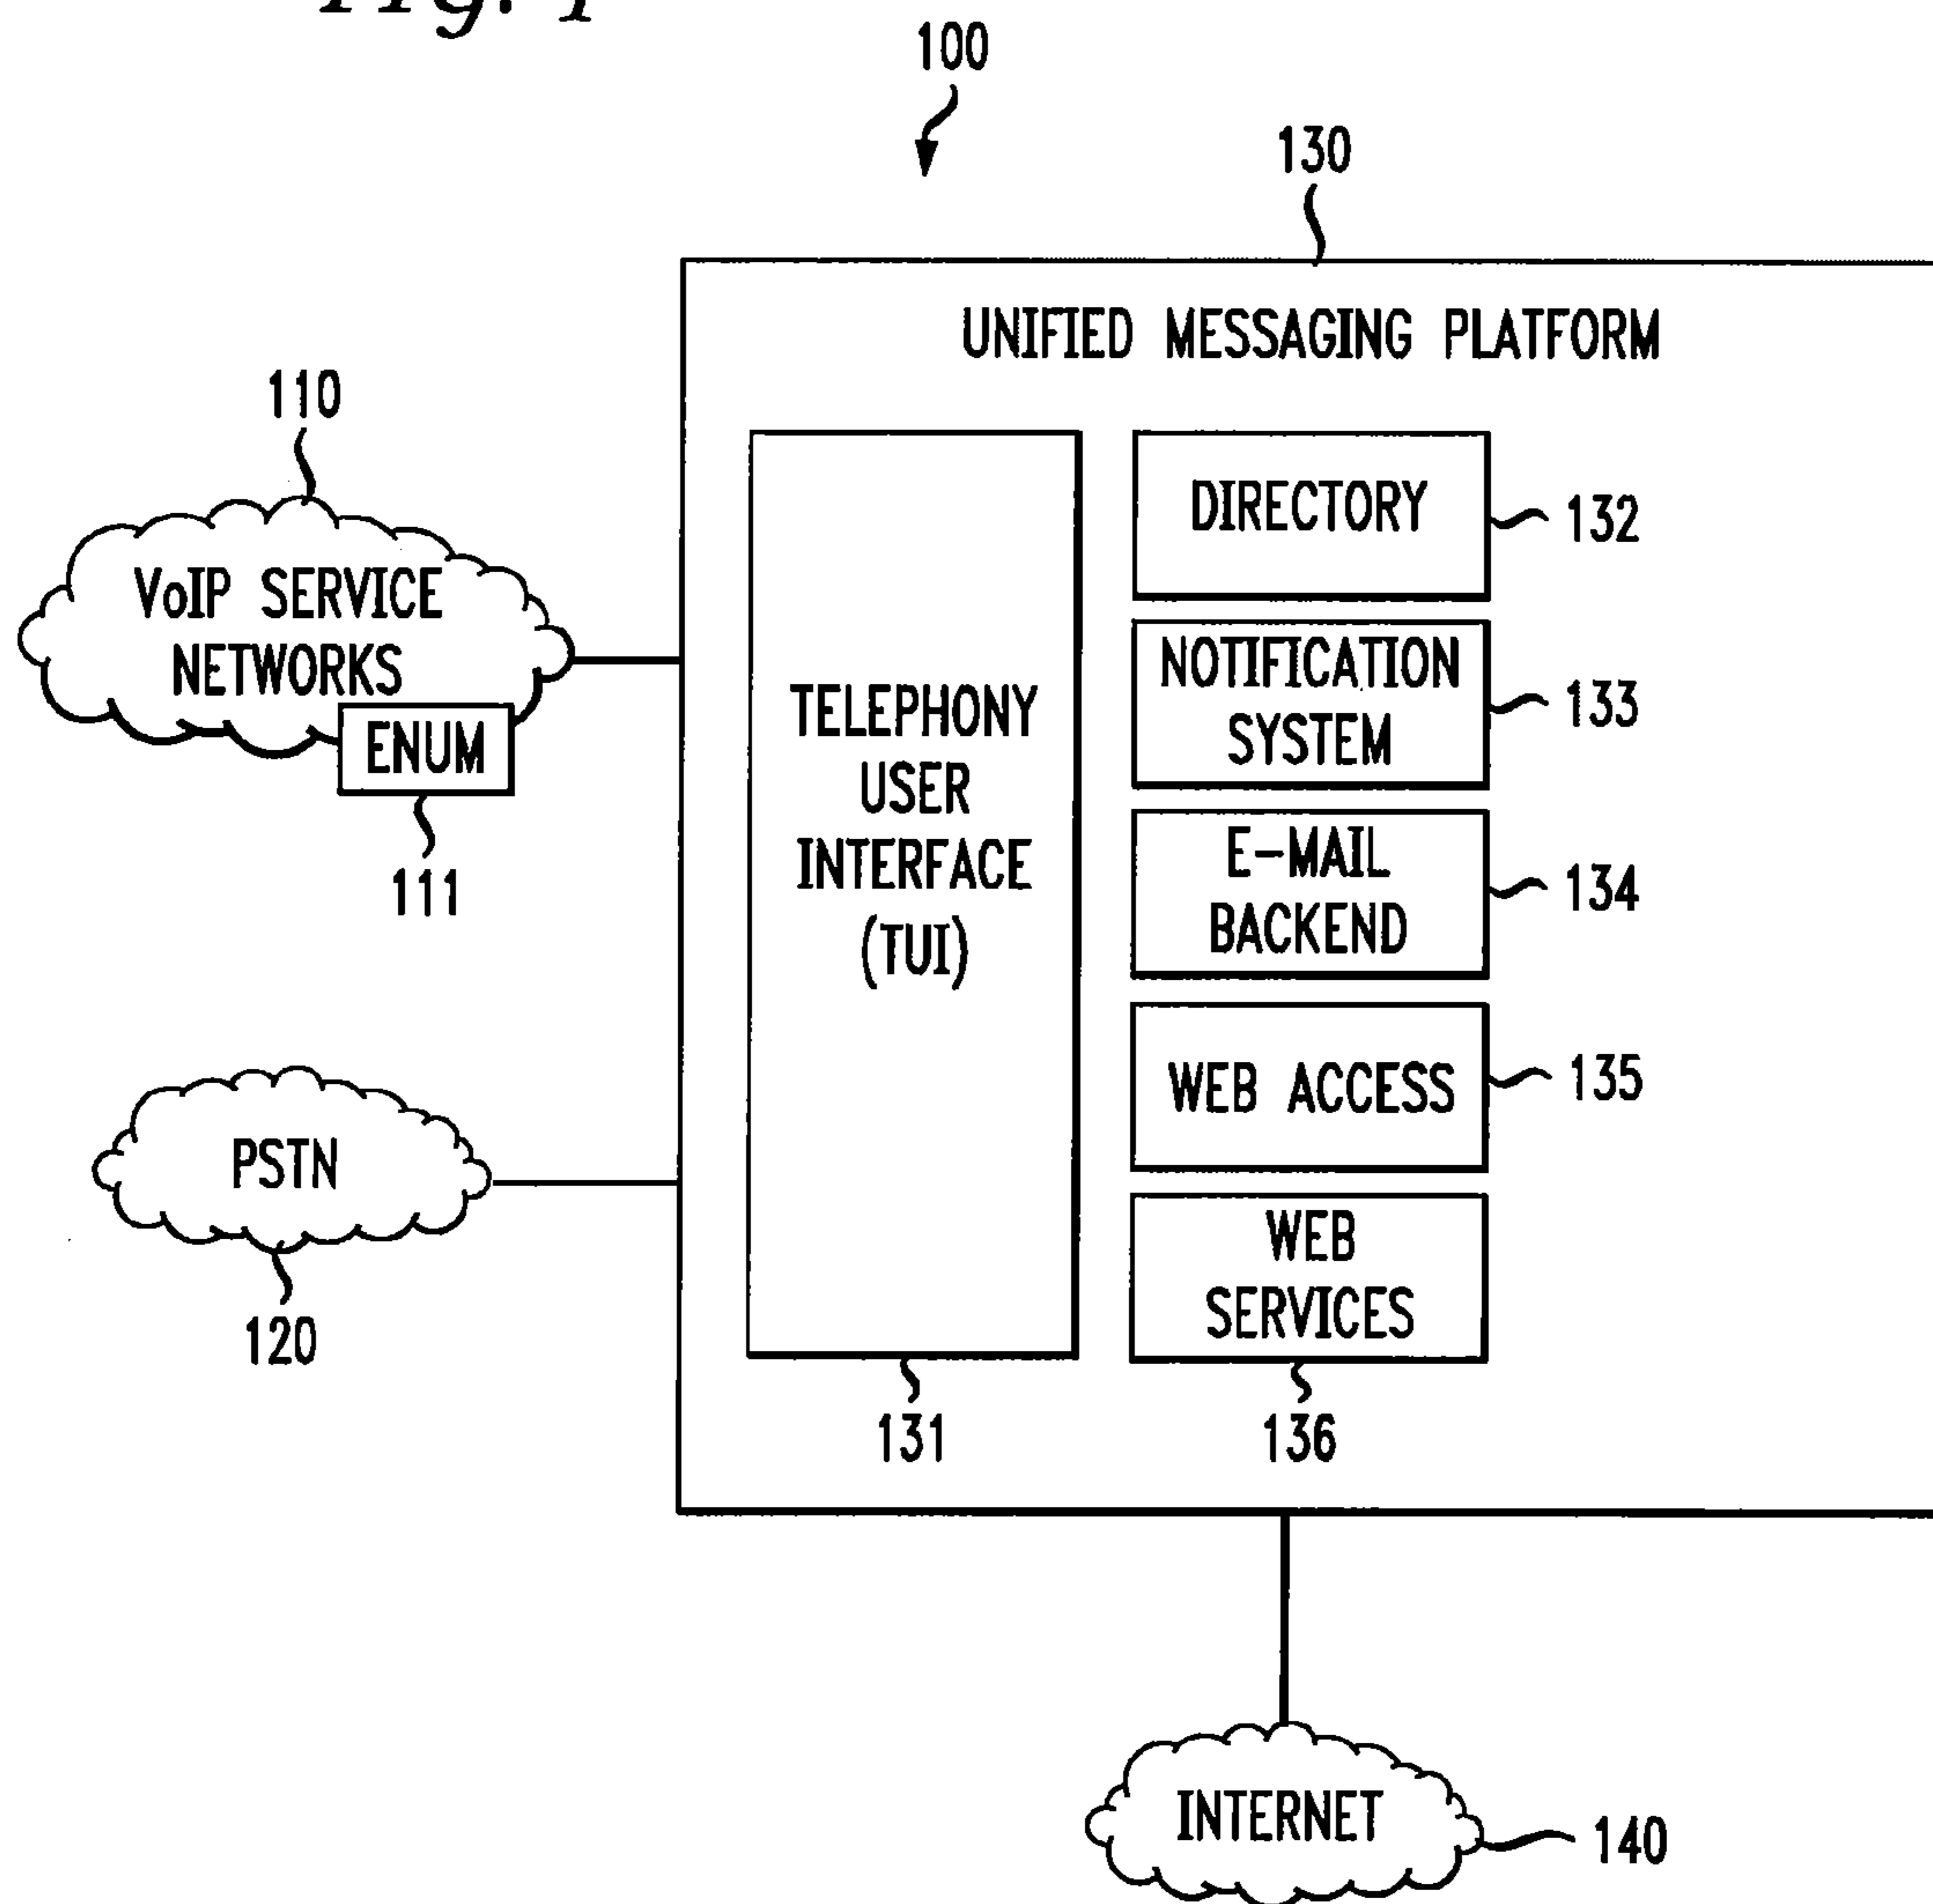 Fig. 1
100
130
UNIFIED MESSAGING PLATFORM
110
VoIP SERVICE
NETWORKS
ENUM
111
PSTN
120
TELEPHONY
USER
INTERFACE
(TUI)
131
DIRECTORY
132
NOTIFICATION
SYSTEM
133
E-MAIL
BACKEND
134
WEB ACCESS
135
WEB
SERVICES
136
INTERNET
140